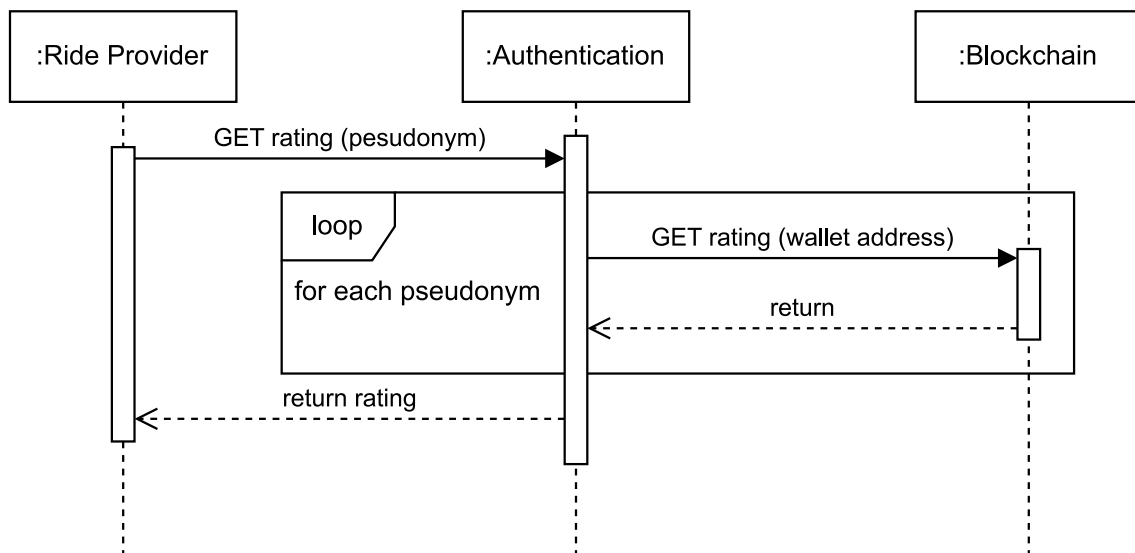 :Ride Provider
:Authentication
:Blockchain
GET rating (pesudonym)
loop
GET rating (wallet address)
for each pseudonym
return
return rating